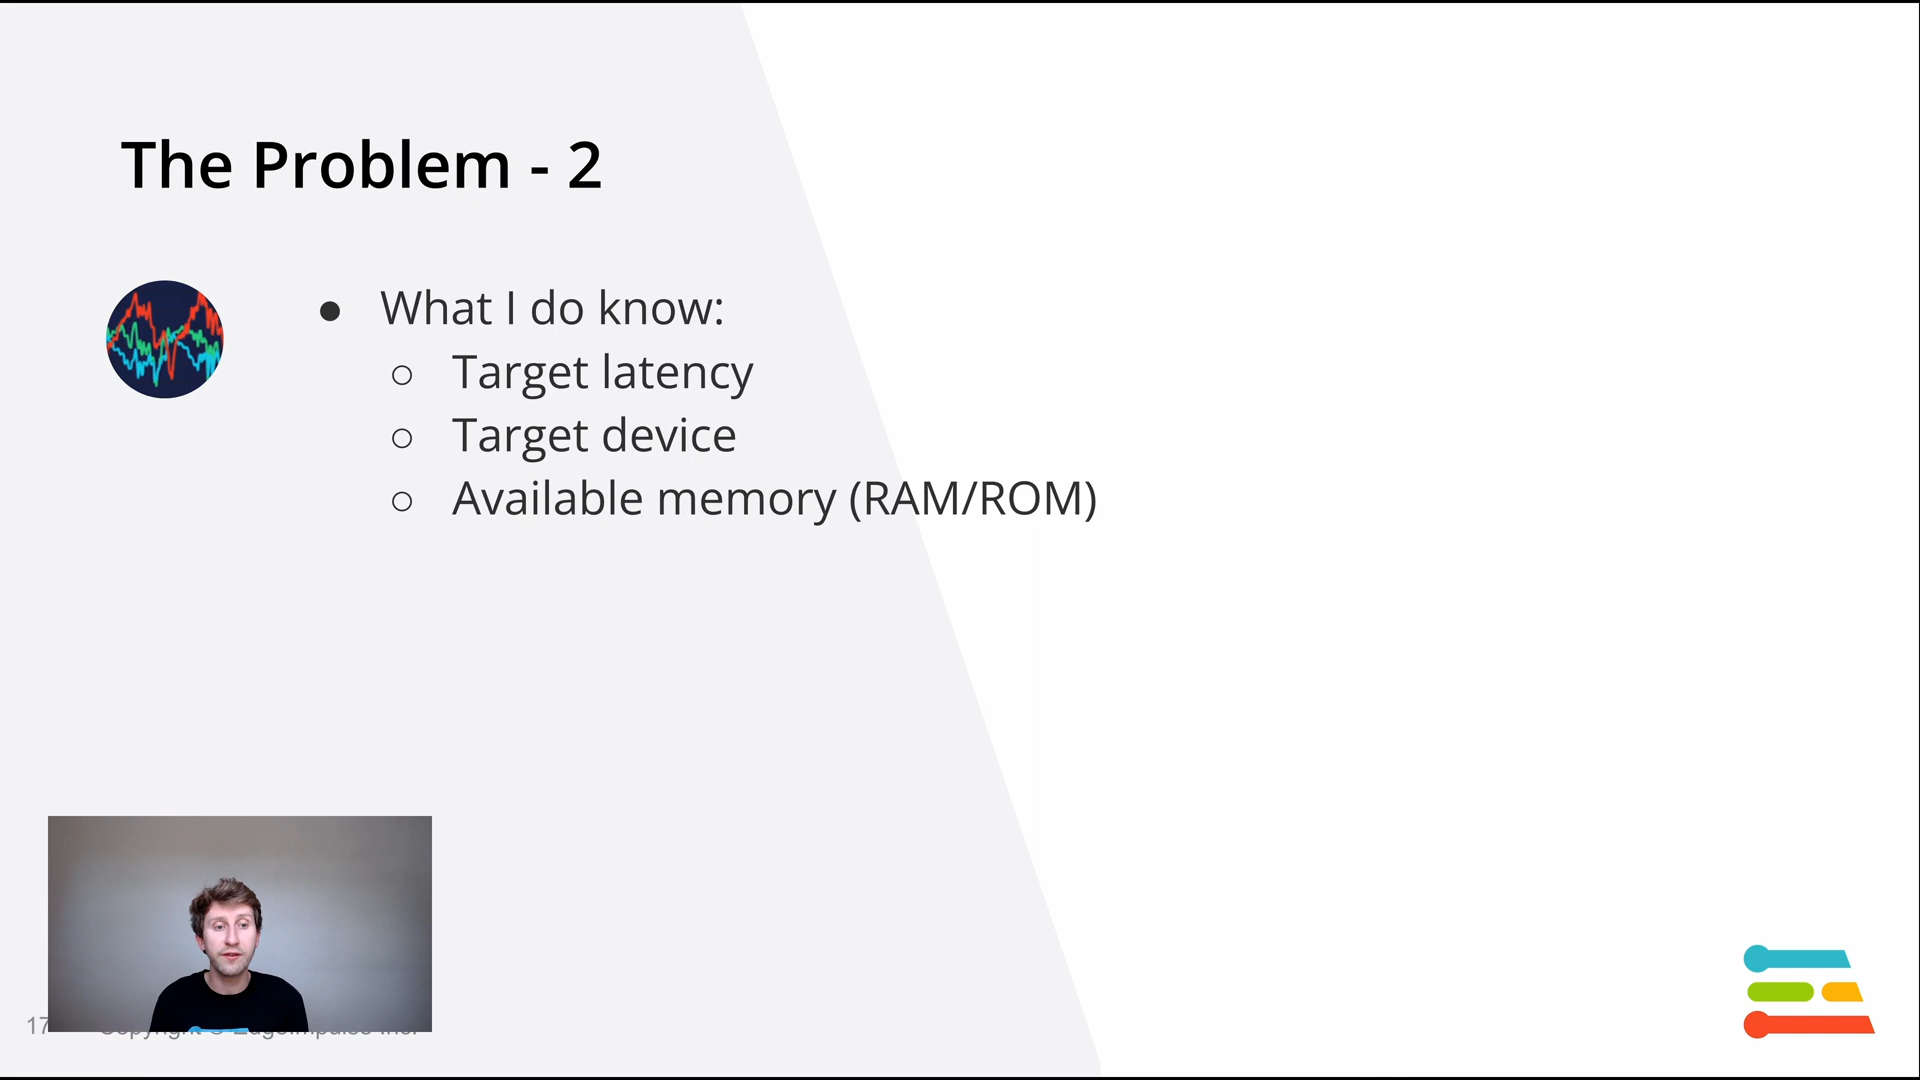 The Problem - 2
● What I do know:
○ Target latency
○ Target device
○ Available memory (RAM/ROM)
17